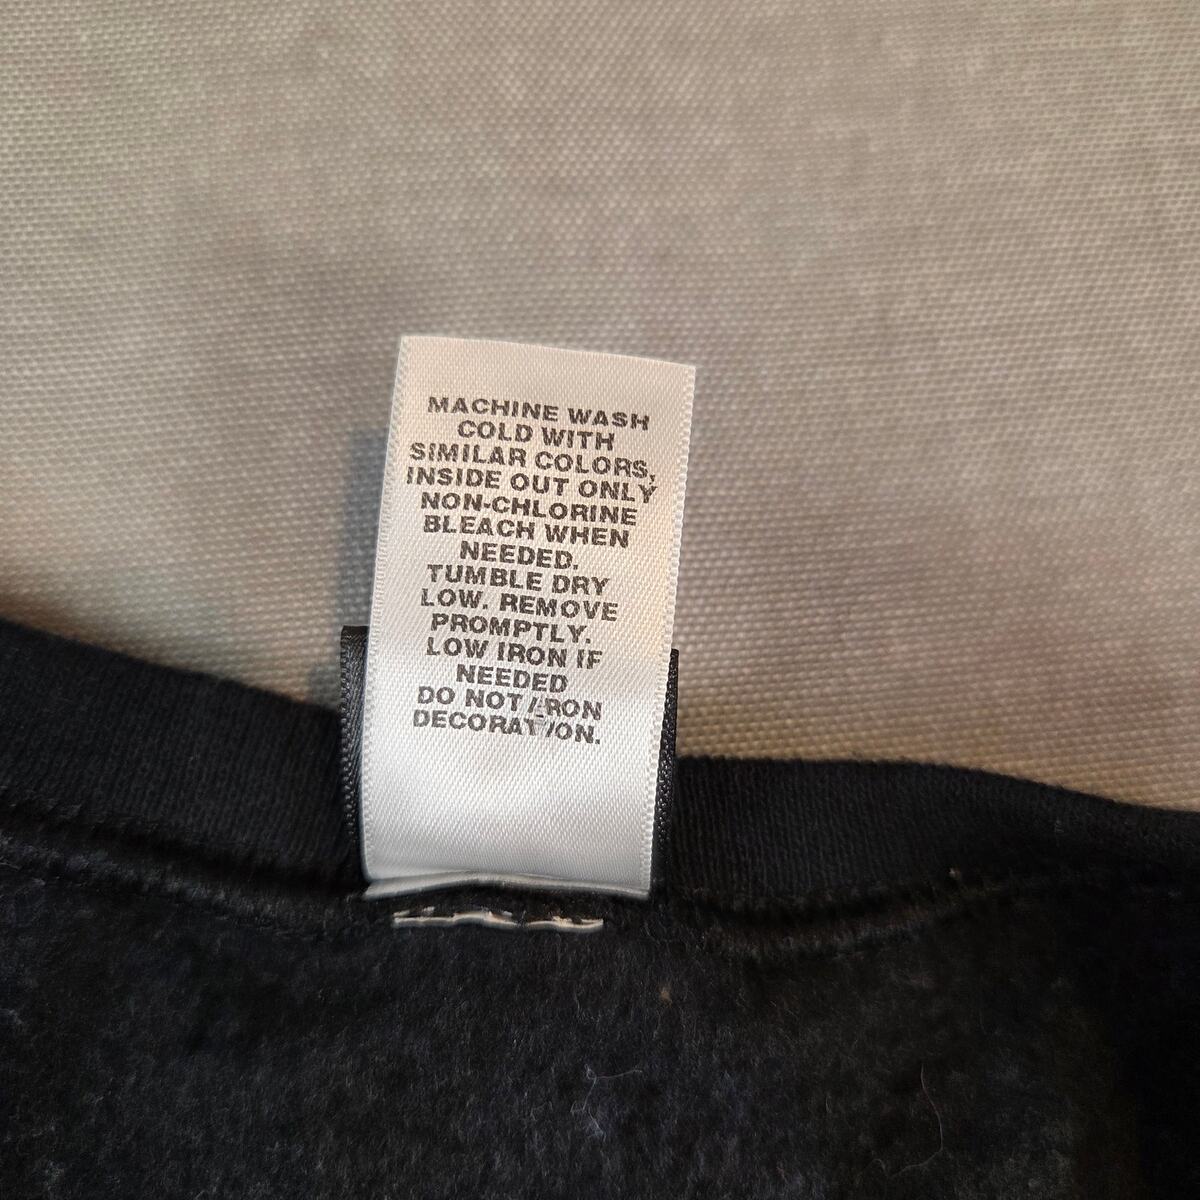 MACHINE WASH
COLD WITH
SIMILAR COLORS,
INSIDE OUT ONLY
NON-CHLORINE
BLEACH WHEN
NEEDED.
TUMBLE DRY
LOW. REMOVE
PROMPTLY.
LOW IRON IF
NEEDED
DO NOT IRON
DECORATION.